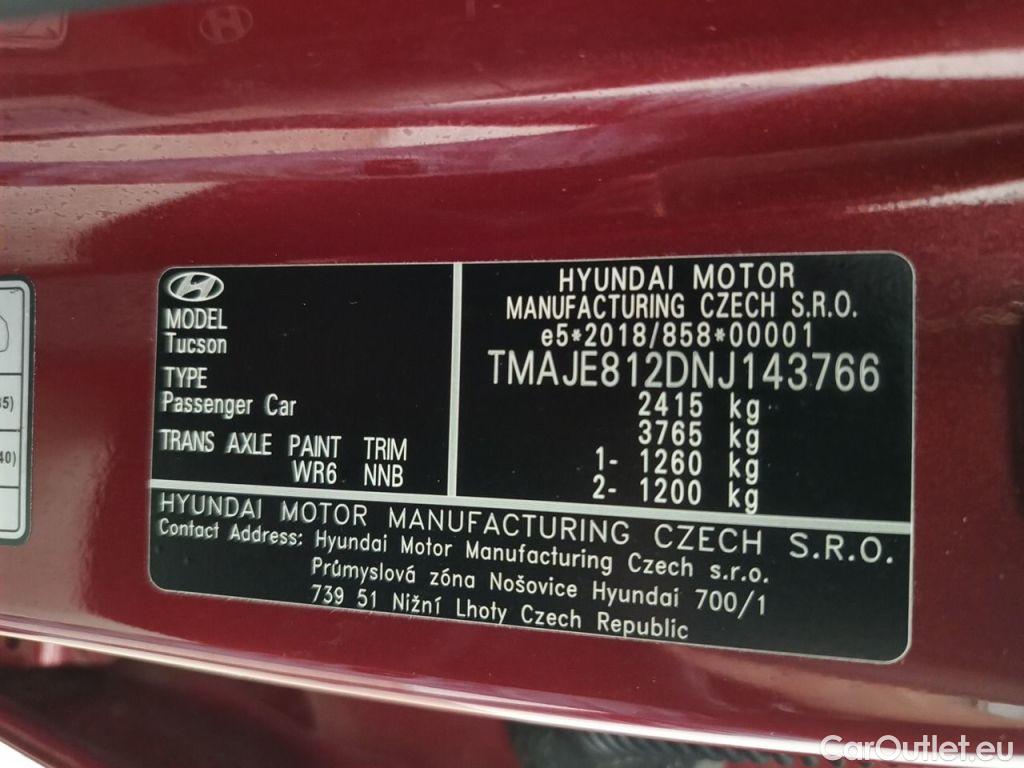 MODEL
Tucson
TYPE
Passenger Car
TRANS AXLE PAINT TRIM
WR6 NNB
HYUNDAI MOTOR
MANUFACTURING CZECH S.R.O.
e5*2018/858*00001
TMAJE812DNJ143766
2415 kg
3765 kg
1- 1260 kg
2- 1200 kg
HYUNDAI MOTOR MANUFACTURING CZECH S.R.O.
Contact Address: Hyundai Motor Manufacturing Czech s.r.o.
Průmyslová zóna Nošovice Hyundai 700/1
739 51 Nižní Lhoty Czech Republic
40)
CarOutlet.eu